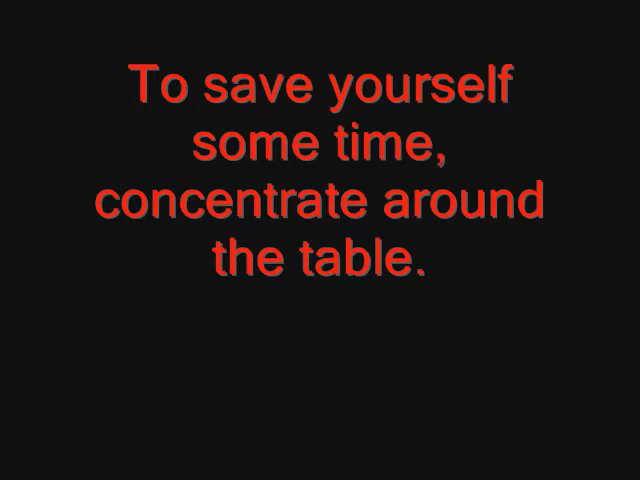 To save yourself
some time,
concentrate around
the table.